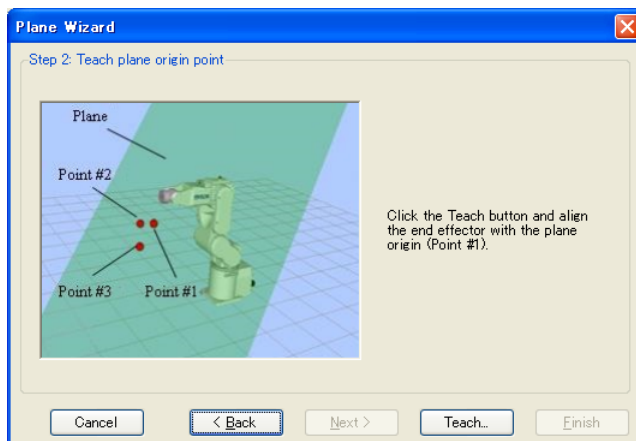 Plane Wizard
Step 2: Teach plane origin point
Plane
Point #2
Point #3
Point #1
Click the Teach button and align
the end effector with the plane
origin (Point #1).
Cancel
< Back
Next >
Teach...
Finish